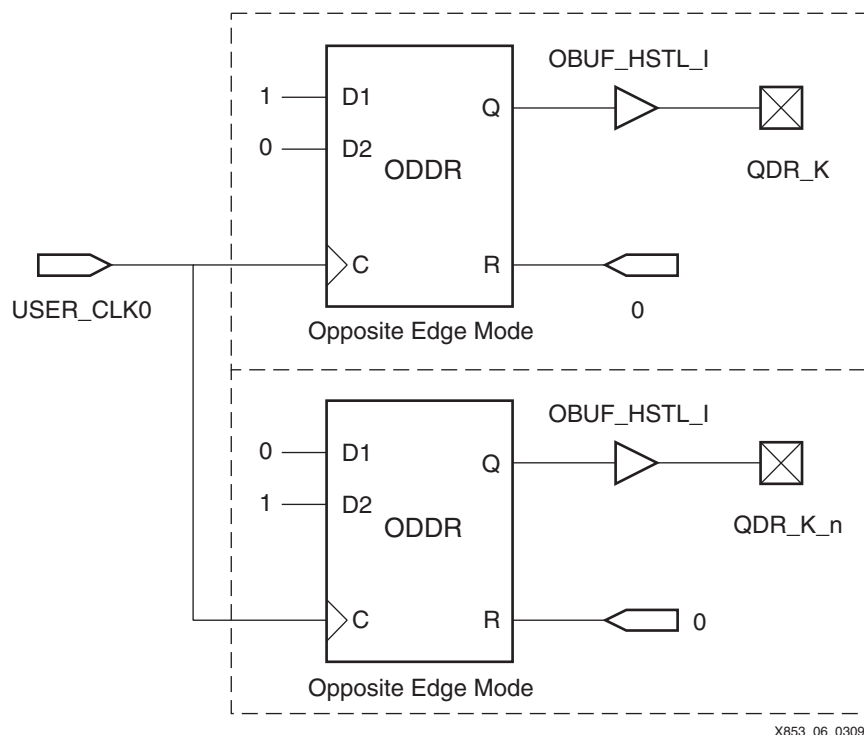 OBUF_HSTL_I
1
D1
Q
0
D2
ODDR
QDR_K
C
R
USER_CLK0
0
Opposite Edge Mode
OBUF_HSTL_I
0
D1
Q
1
D2
ODDR
QDR_K_n
C
R
0
Opposite Edge Mode
X853_06_0309